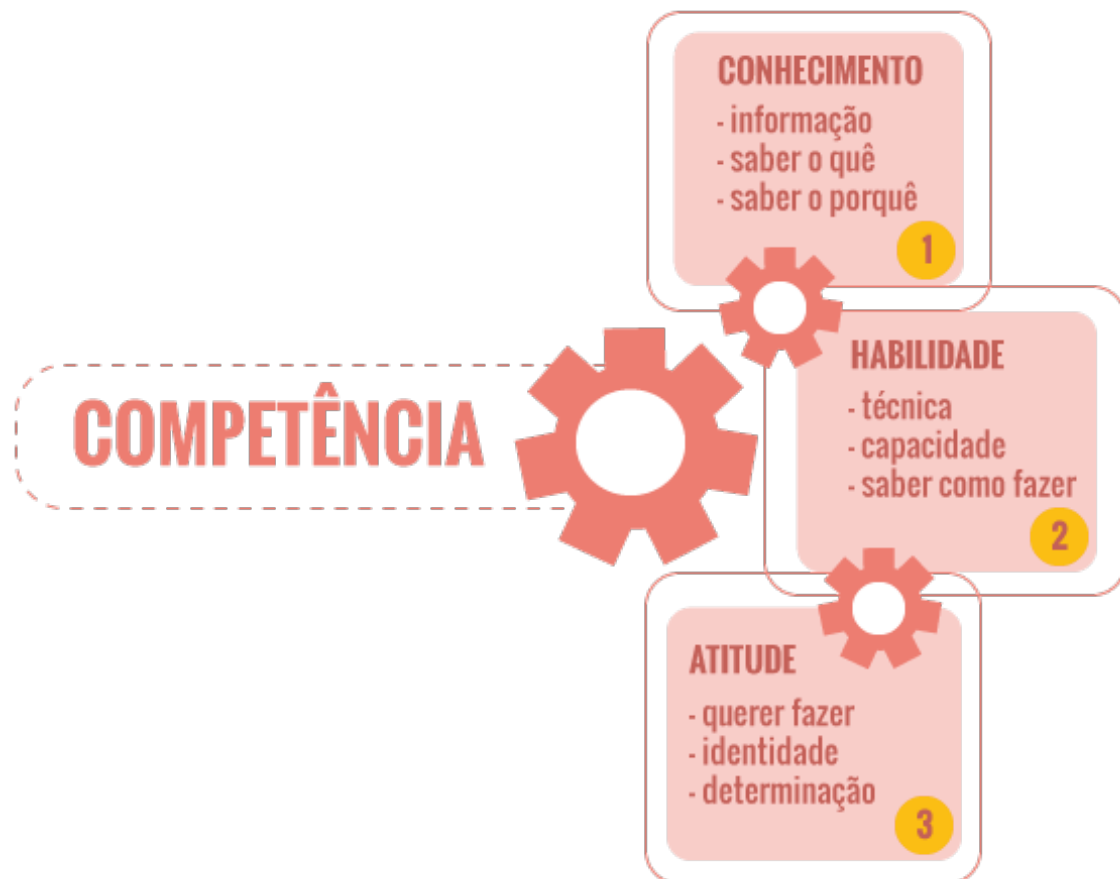 COMPETÊNCIA
CONHECIMENTO
- informação
- saber o quê
- saber o porquê
1
HABILIDADE
- técnica
- capacidade
- saber como fazer
2
ATITUDE
- querer fazer
- identidade
- determinação
3